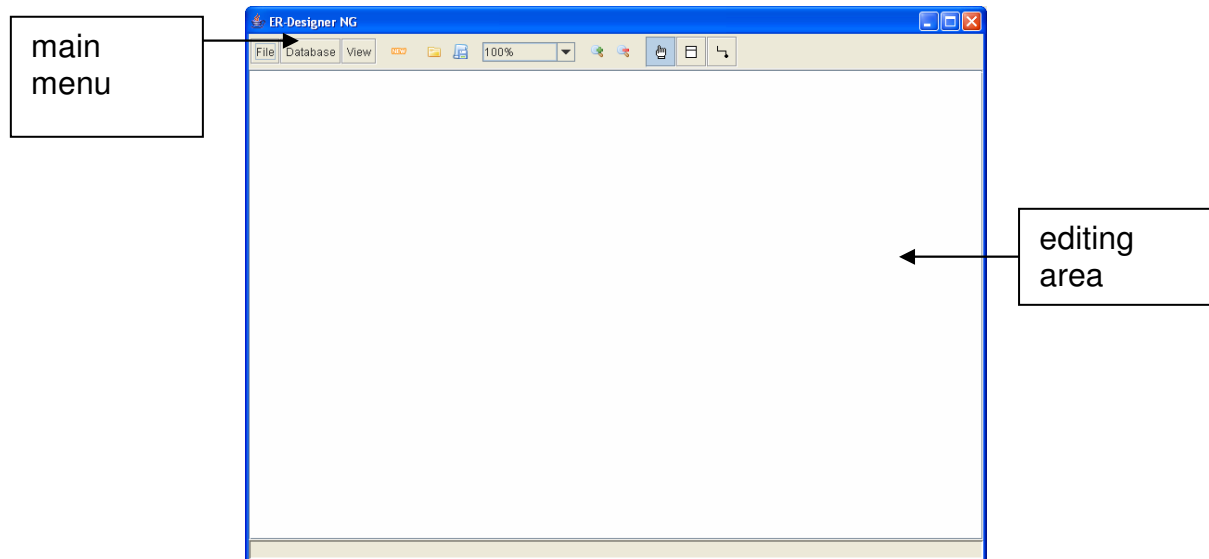 main
menu
ER-Designer NG
File Database View 100%
editing
area